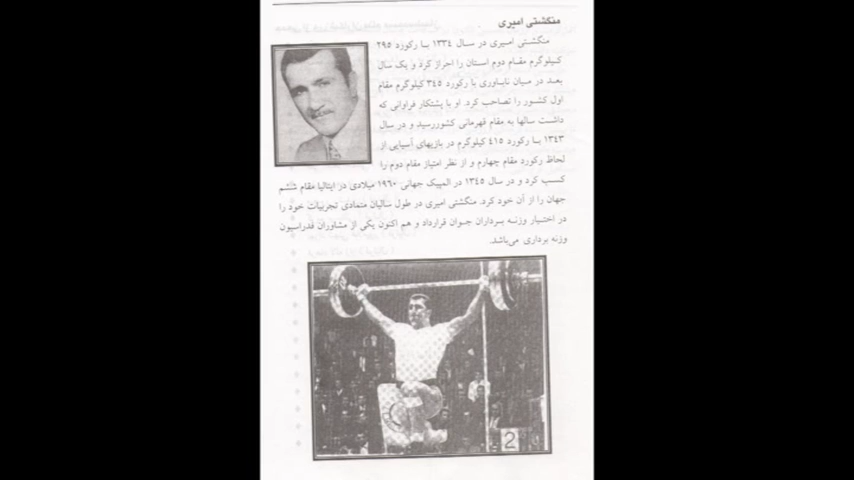 منگشتی امیری
منگشتی امیری در سال ۱۳۳۴ با رکورد ۲۹۵
کیلوگرم مقام دوم استان را احراز کرد و یک سال
بعد در میان ناباوری با رکورد ۳۴۵ کیلوگرم مقام
اول کشور را تصاحب کرد. او با پشتکار فراوانی که
داشت سالها به مقام قهرمانی کشوررسید و در سال
۱۳۴۳ با رکورد ۴۱۵ کیلوگرم در بازیهای آسیایی از
لحاظ رکورد مقام چهارم و از نظر امتیاز مقام دوم را
کسب کرد و در سال ۱۳۴۵ در المپیک جهانی ۱۹۶۰ میلادی در ایتالیا مقام ششم
جهان را از آن خود کرد. منگشتی امیری در طول سالیان متمادی تجربیات خود را
در اختیار وزنه برداران جوان قرارداد و هم اکنون یکی از مشاوران فدراسیون
وزنه برداری می‌باشد.
2